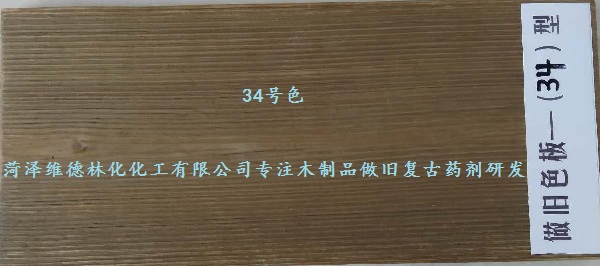 34号色
菏泽维德林化化工有限公司专注木制品做旧复古药剂研发
做旧色板—(34)型